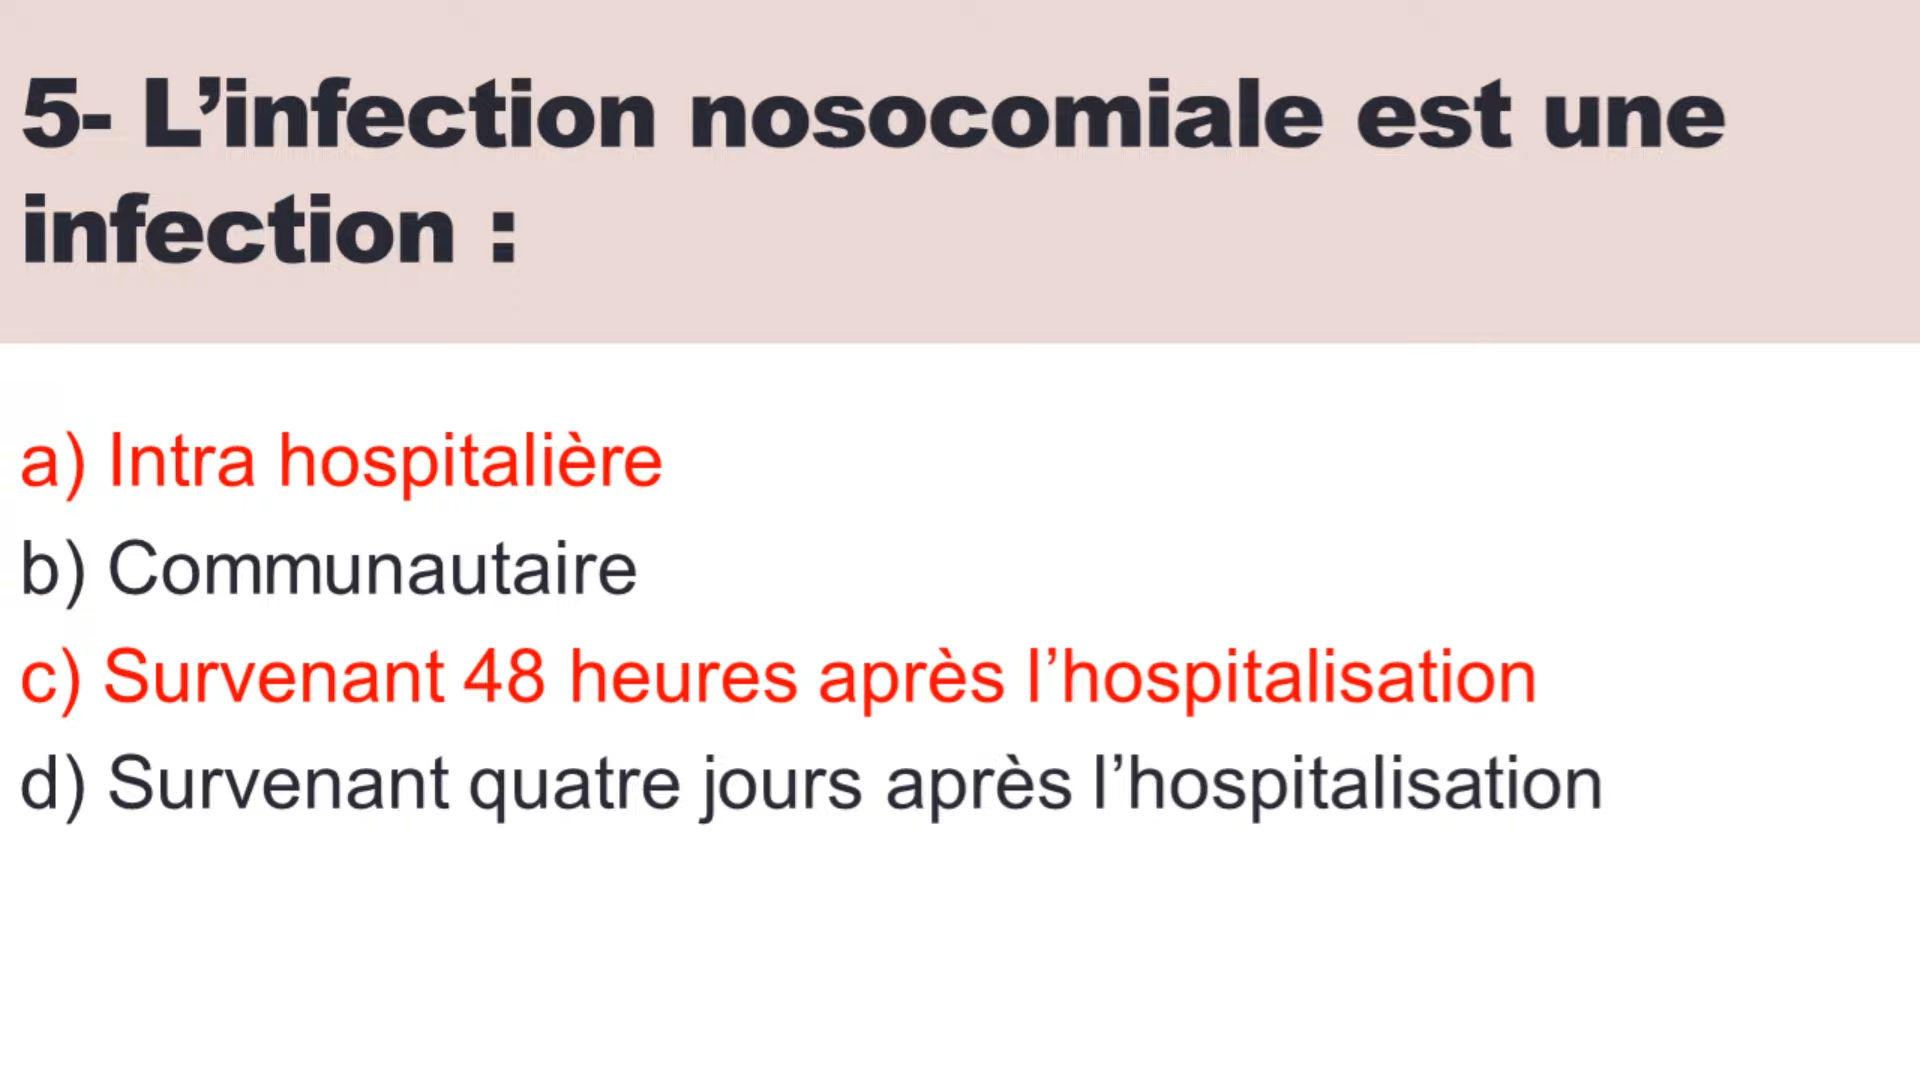 5- L’infection nosocomiale est une
infection :
a) Intra hospitalière
b) Communautaire
c) Survenant 48 heures après l’hospitalisation
d) Survenant quatre jours après l’hospitalisation